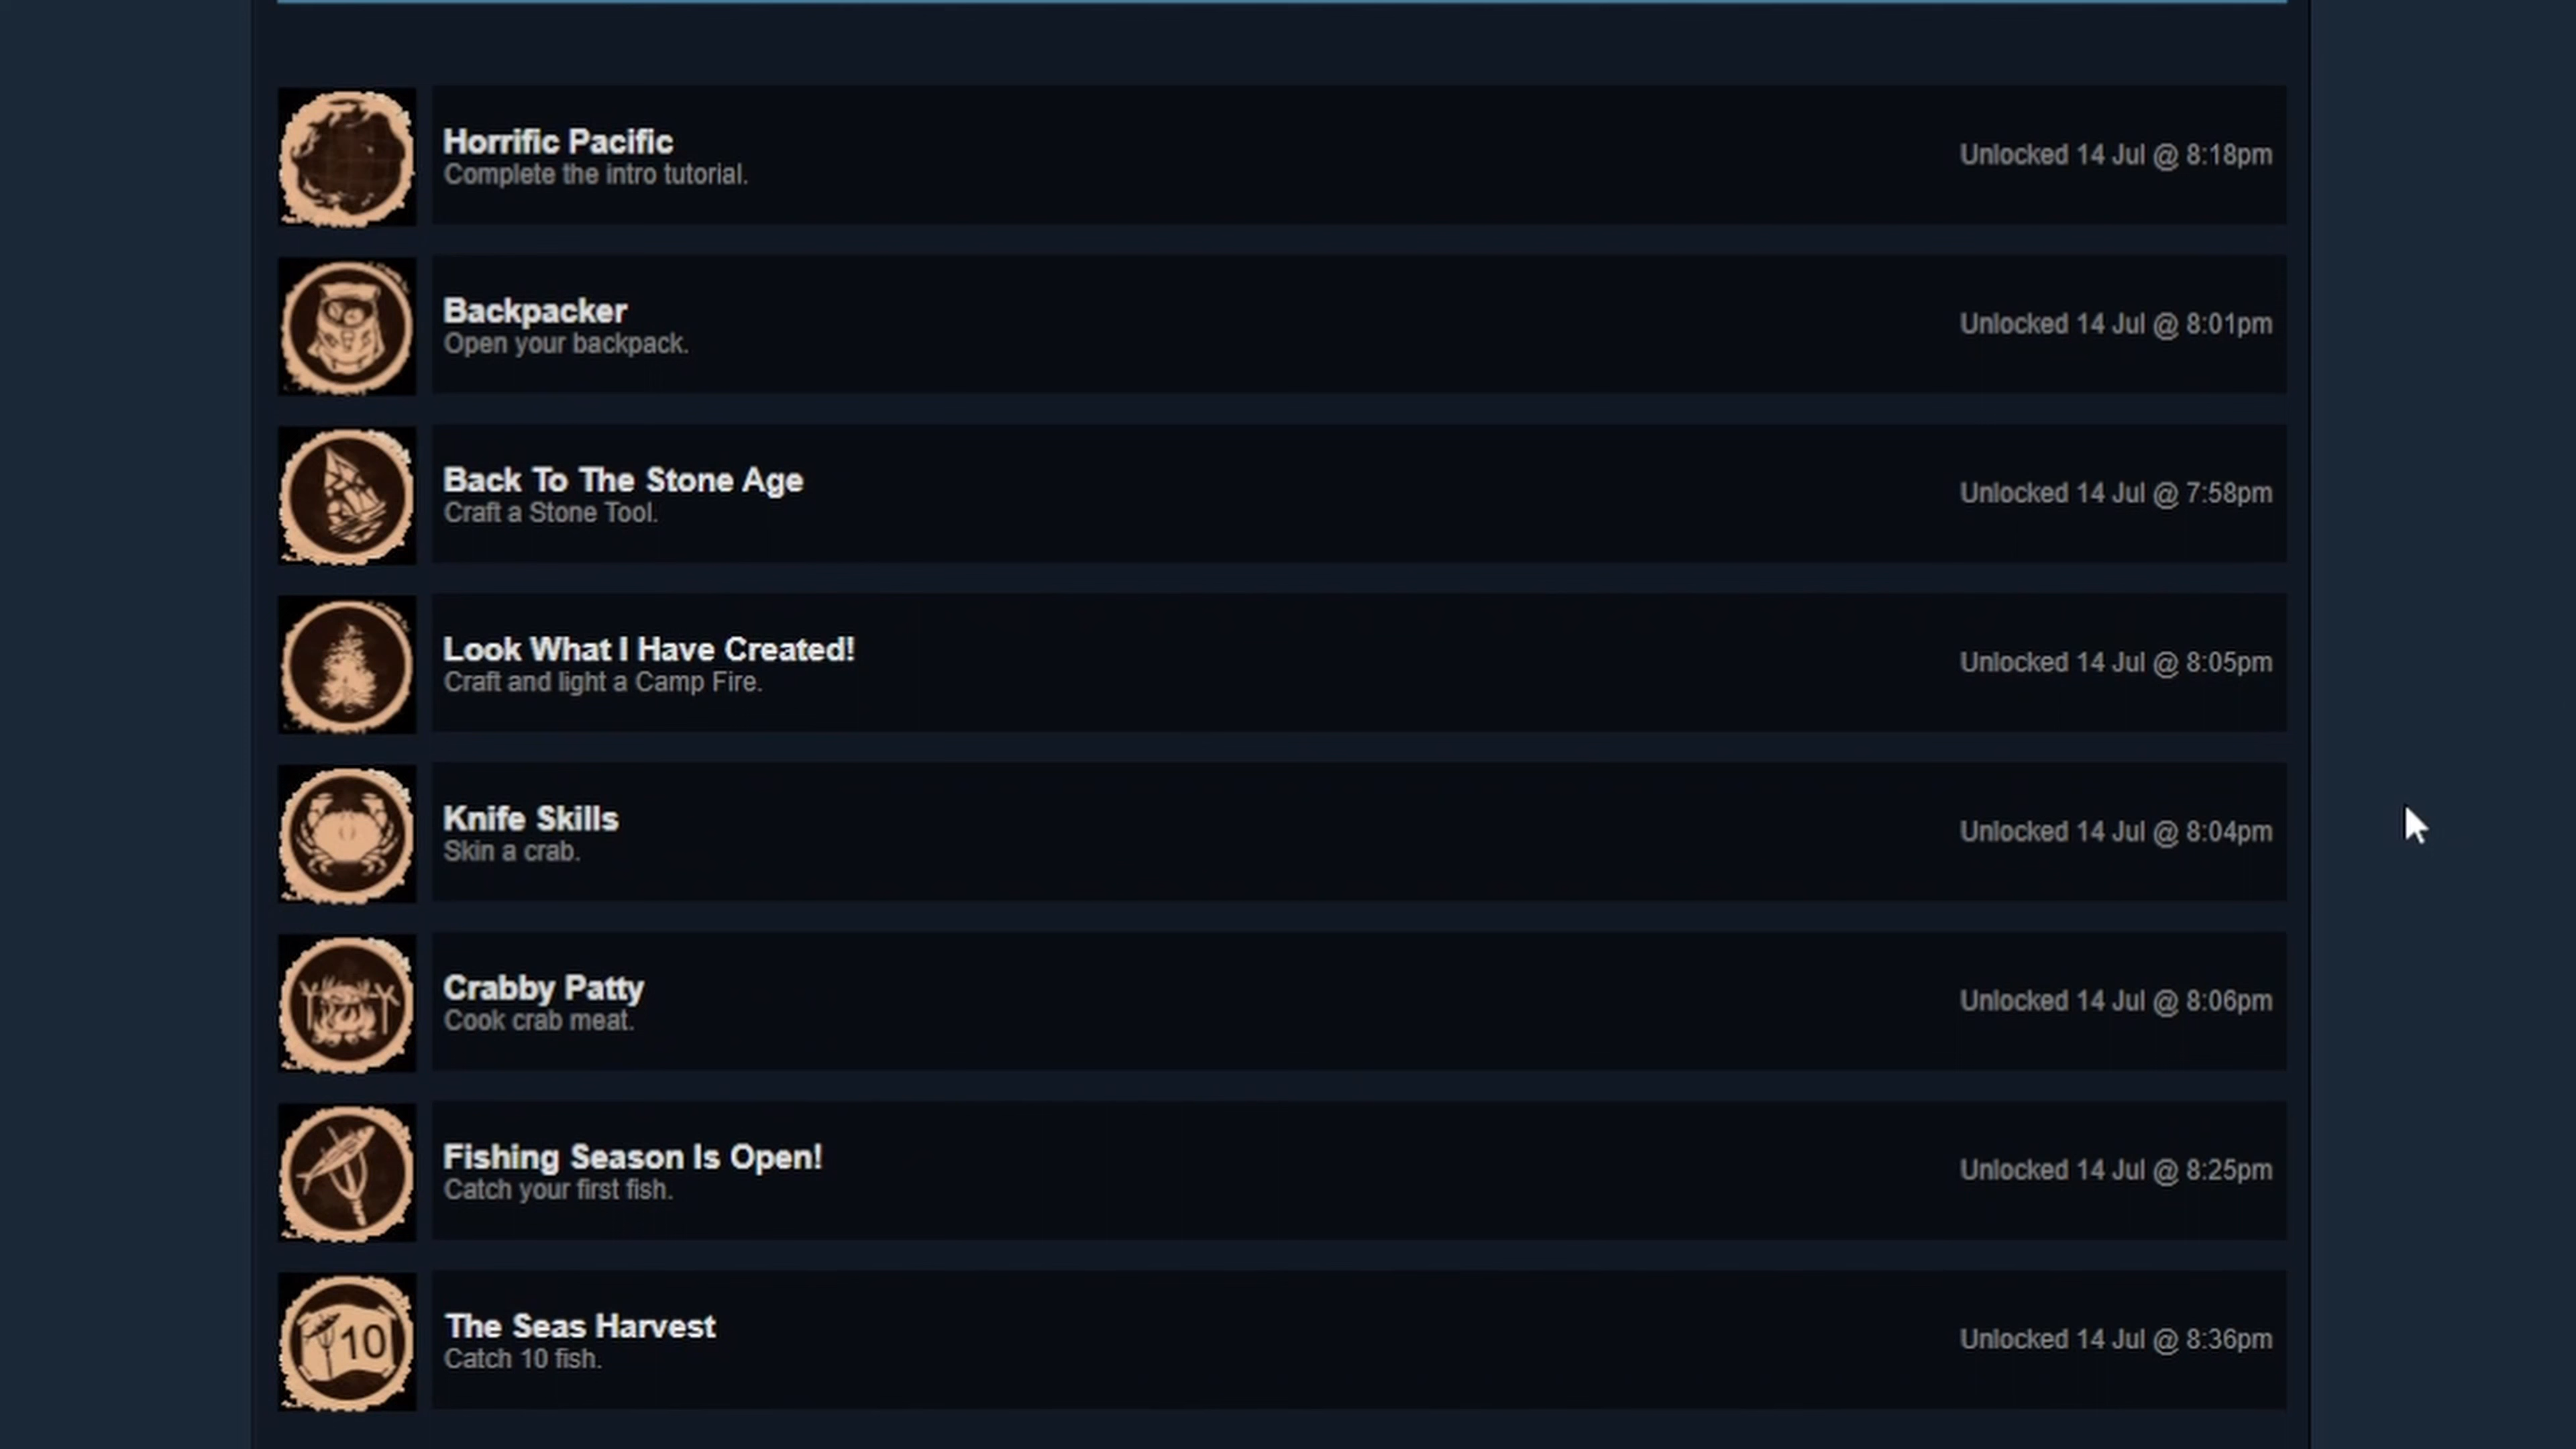 Horrific Pacific
Complete the intro tutorial.
Unlocked 14 Jul @ 8:18pm
Backpacker
Open your backpack.
Unlocked 14 Jul @ 8:01pm
Back To The Stone Age
Craft a Stone Tool.
Unlocked 14 Jul @ 7:58pm
Look What I Have Created!
Craft and light a Camp Fire.
Unlocked 14 Jul @ 8:05pm
Knife Skills
Skin a crab.
Unlocked 14 Jul @ 8:04pm
Crabby Patty
Cook crab meat.
Unlocked 14 Jul @ 8:06pm
Fishing Season Is Open!
Catch your first fish.
Unlocked 14 Jul @ 8:25pm
10
The Seas Harvest
Catch 10 fish.
Unlocked 14 Jul @ 8:36pm